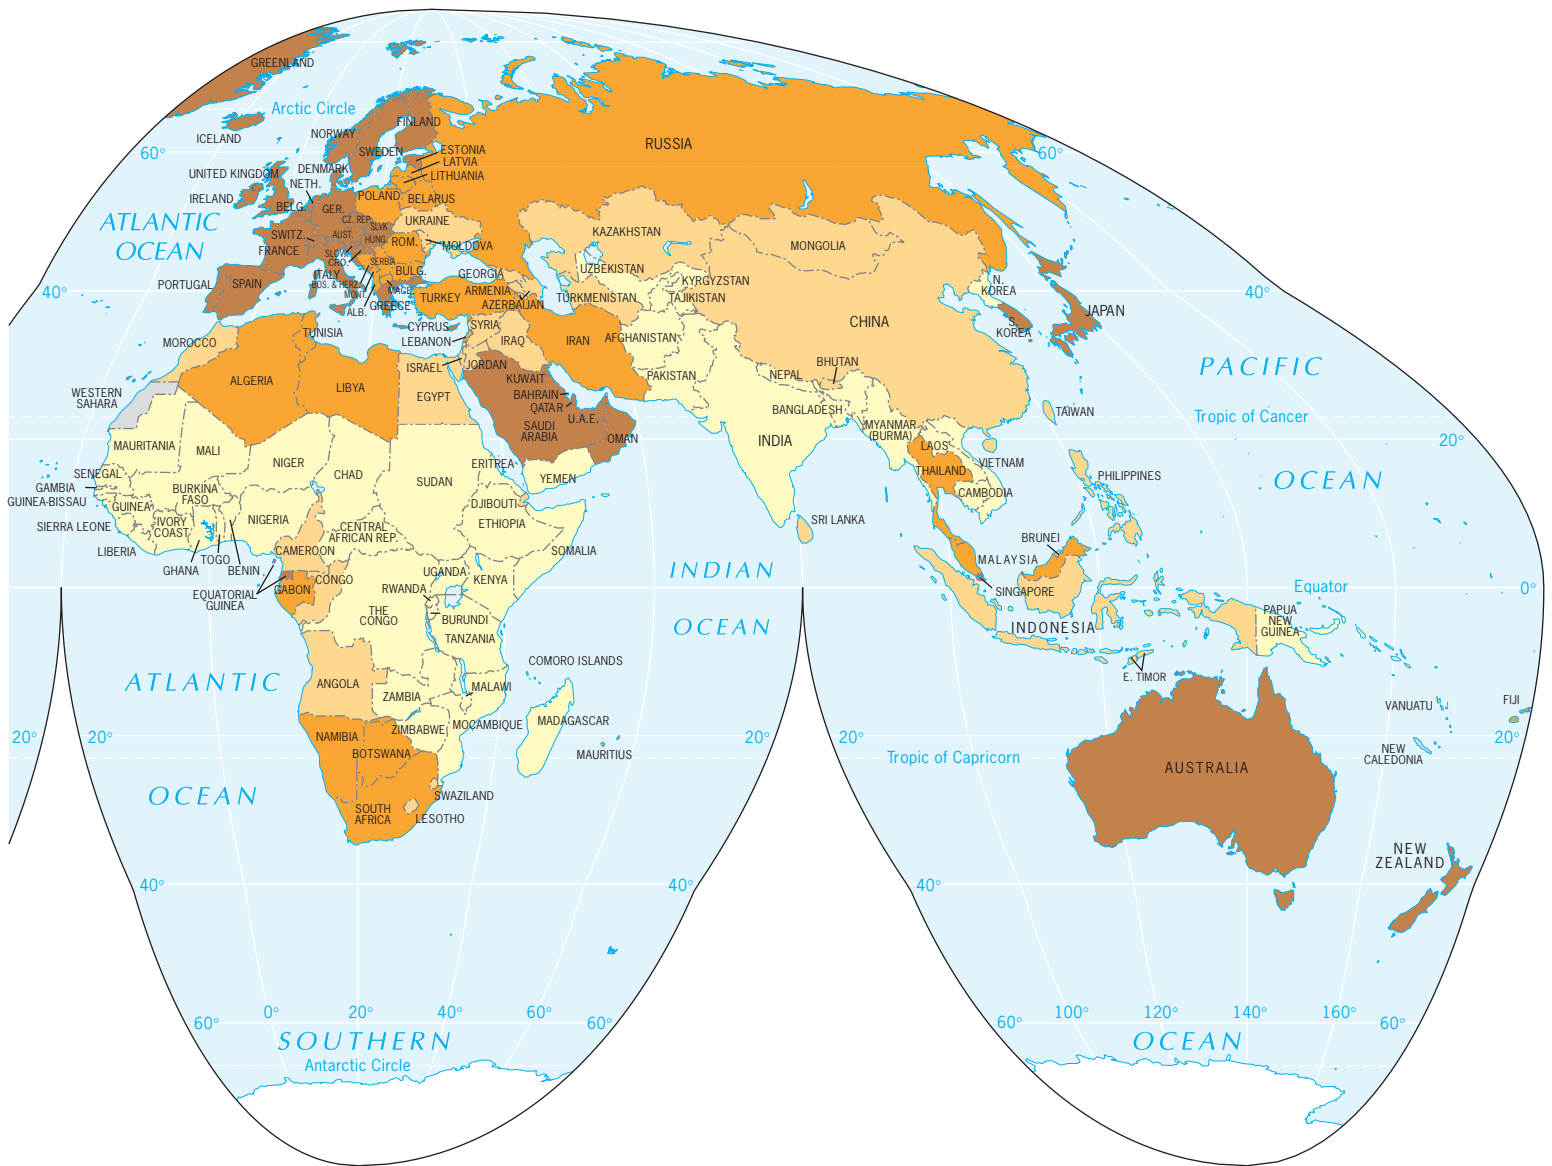 GREENLAND
Arctic Circle
ICELAND
NORWAY
FINLAND
SWEDEN
RUSSIA
60°
60°
ESTONIA
LATVIA
LITHUANIA
DENMARK
UNITED KINGDOM
NETH.
IRELAND
BELG.
GER.
POLAND
BELARUS
CZ. REP.
SLVK.
UKRAINE
ATLANTIC
OCEAN
SWITZ.
AUST.
HUNG.
ROM.
MOLDOVA
FRANCE
SLOV.
CRO.
SERBIA
BULG.
ITALY
BOS. & HERZ.
MONT.
MACE.
ALB.
GREECE
PORTUGAL
SPAIN
40°
40°
KAZAKHSTAN
MONGOLIA
UZBEKISTAN
KYRGYZSTAN
TÜRKMENISTAN
TAJIKISTAN
GEORGIA
ARMENIA
AZERBAIJAN
TURKEY
N.
KOREA
S.
KOREA
JAPAN
CHINA
CYPRUS
SYRIA
LEBANON
IRAQ
IRAN
AFGHANISTAN
TUNISIA
MOROCCO
ISRAEL
JORDAN
KUWAIT
PAKISTAN
NEPAL
BHUTAN
PACIFIC
ALGERIA
LIBYA
EGYPT
BAHRAIN
QATAR
U.A.E.
SAUDI
ARABIA
OMAN
WESTERN
SAHARA
BANGLADESH
TAIWAN
Tropic of Cancer
INDIA
MYANMAR
(BURMA)
LAOS
20°
MAURITANIA
MALI
NIGER
CHAD
SUDAN
ERITREA
YEMEN
THAILAND
VIETNAM
PHILIPPINES
OCEAN
SENEGAL
GAMBIA
GUINEA-BISSAU
BURKINA
FASO
GUINEA
CAMBODIA
DJIBOUTI
ETHIOPIA
NIGERIA
SIERRA LEONE
IVORY
COAST
CENTRAL
AFRICAN REP.
SRI LANKA
LIBERIA
GHANA
TOGO
BENIN
CAMEROON
SOMALIA
BRUNEI
MALAYSIA
UGANDA
KENYA
INDIAN
EQUATORIAL
GUINEA
GABON
CONGO
RWANDA
SINGAPORE
Equator
0°
THE
CONGO
BURUNDI
TANZANIA
OCEAN
INDONESIA
PAPUA
NEW
GUINEA
COMORO ISLANDS
E. TIMOR
ATLANTIC
ANGOLA
ZAMBIA
MALAWI
MOÇAMBIQUE
MADAGASCAR
VANUATU
FIJI
ZIMBABWE
NAMIBIA
BOTSWANA
MAURITIUS
20°
20°
20°
20°
20°
NEW
CALEDONIA
Tropic of Capricorn
AUSTRALIA
OCEAN
SWAZILAND
SOUTH
AFRICA
LESOTHO
NEW
ZEALAND
40°
40°
40°
60°
0°
20°
40°
60°
60°
60°
100°
120°
140°
160°
60°
SOUTHERN
OCEAN
Antarctic Circle